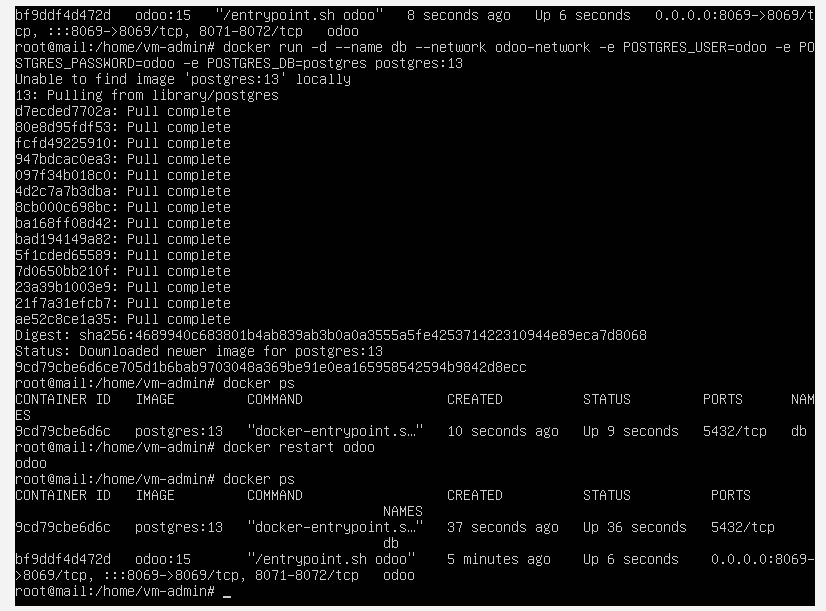 bf9ddf4d472d   odoo:15   "/entrypoint.sh odoo"   8 seconds ago   Up 6 seconds   0.0.0.0:8069->8069/t
cp, :::8069->8069/tcp, 8071-8072/tcp   odoo
root@mail:/home/vm-admin# docker run -d --name db --network odoo-network -e POSTGRES_USER=odoo -e PO
STGRES_PASSWORD=odoo -e POSTGRES_DB=postgres postgres:13
Unable to find image 'postgres:13' locally
13: Pulling from library/postgres
d7ecded7702a: Pull complete
80e8d95fdf53: Pull complete
fcfd49225910: Pull complete
947bdcac0ea3: Pull complete
097f34b018c0: Pull complete
4d2c7a7b3dba: Pull complete
8cb000c698bc: Pull complete
ba168ff08d42: Pull complete
bad194149a82: Pull complete
5f1cded65589: Pull complete
7d0650bb210f: Pull complete
23a39b1003e9: Pull complete
21f7a31efcb7: Pull complete
ae52c8ce1a35: Pull complete
Digest: sha256:4689940c683801b4ab839ab3b0a0a3555a5fe425371422310944e89eca7d8068
Status: Downloaded newer image for postgres:13
9cd79cbe6d6ce705d1b6bab9703048a369be91e0ea165958542594b9842d8ecc
root@mail:/home/vm-admin# docker ps
CONTAINER ID   IMAGE         COMMAND                  CREATED          STATUS         PORTS      NAM
ES
9cd79cbe6d6c   postgres:13   "docker-entrypoint.s…"   10 seconds ago   Up 9 seconds   5432/tcp   db
root@mail:/home/vm-admin# docker restart odoo
odoo
root@mail:/home/vm-admin# docker ps
CONTAINER ID   IMAGE         COMMAND                  CREATED          STATUS          PORTS
                                              NAMES
9cd79cbe6d6c   postgres:13   "docker-entrypoint.s…"   37 seconds ago   Up 36 seconds   5432/tcp
                                              db
bf9ddf4d472d   odoo:15       "/entrypoint.sh odoo"    5 minutes ago    Up 6 seconds    0.0.0.0:8069-
>8069/tcp, :::8069->8069/tcp, 8071-8072/tcp   odoo
root@mail:/home/vm-admin# _